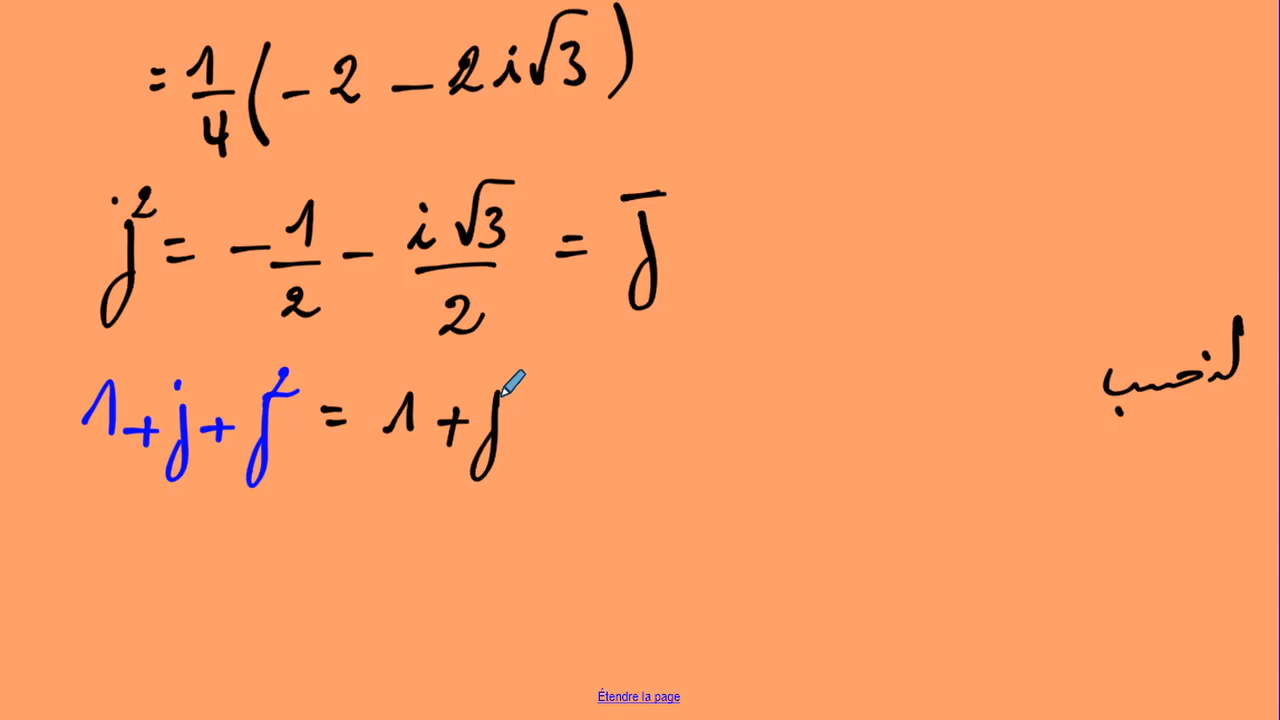 = 1/4 ( - 2 - 2i√3 )
j² = - 1/2 - i√3/2 = j̅
لنحسب
1 + j + j² = 1 + j
Étendre la page